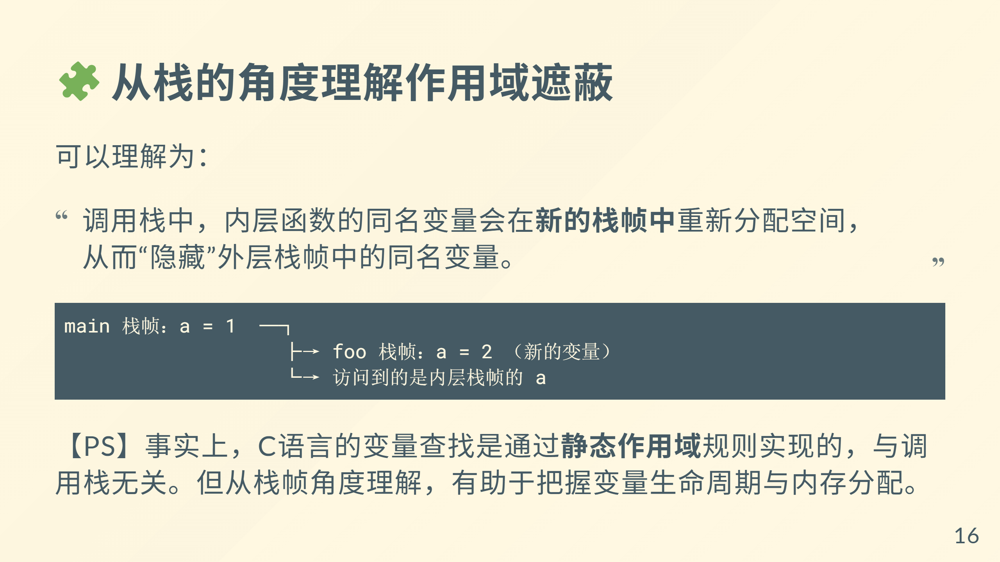 🧩 从栈的角度理解作用域遮蔽
可以理解为：
“ 调用栈中，内层函数的同名变量会在新的栈帧中重新分配空间，
从而“隐藏”外层栈帧中的同名变量。 ”
main 栈帧：a = 1  ──┐
├─→ foo 栈帧：a = 2 （新的变量）
└─→ 访问到的是内层栈帧的 a
【PS】事实上，C语言的变量查找是通过静态作用域规则实现的，与调
用栈无关。但从栈帧角度理解，有助于把握变量生命周期与内存分配。
16